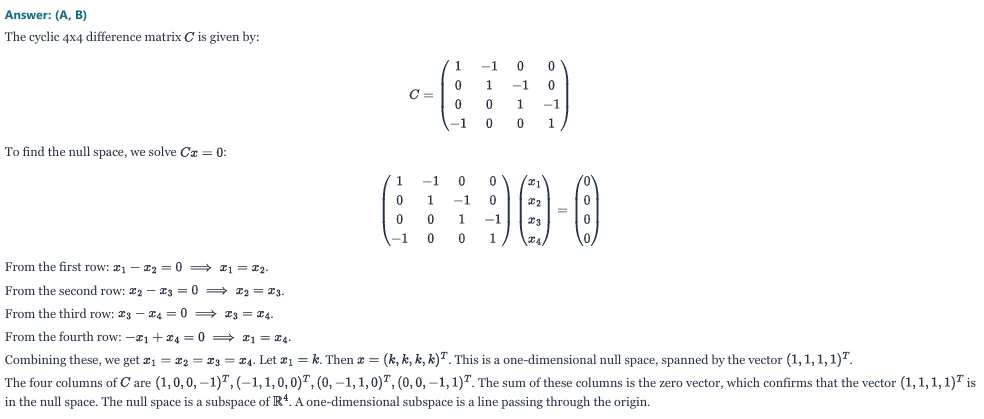 Answer: (A, B)
The cyclic 4x4 difference matrix C is given by:
C = 
( 1 −1 0 0 )
( 0 1 −1 0 )
( 0 0 1 −1 )
( −1 0 0 1 )
To find the null space, we solve Cx = 0:
( 1 −1 0 0 ) ( x₁ ) ( 0 )
( 0 1 −1 0 ) ( x₂ ) = ( 0 )
( 0 0 1 −1 ) ( x₃ ) ( 0 )
( −1 0 0 1 ) ( x₄ ) ( 0 )
From the first row: x₁ − x₂ = 0 ⟹ x₁ = x₂.
From the second row: x₂ − x₃ = 0 ⟹ x₂ = x₃.
From the third row: x₃ − x₄ = 0 ⟹ x₃ = x₄.
From the fourth row: −x₁ + x₄ = 0 ⟹ x₁ = x₄.
Combining these, we get x₁ = x₂ = x₃ = x₄. Let x₁ = k. Then x = (k, k, k, k)ᵀ. This is a one-dimensional null space, spanned by the vector (1, 1, 1, 1)ᵀ.
The four columns of C are (1, 0, 0, −1)ᵀ, (−1, 1, 0, 0)ᵀ, (0, −1, 1, 0)ᵀ, (0, 0, −1, 1)ᵀ. The sum of these columns is the zero vector, which confirms that the vector (1, 1, 1, 1)ᵀ is
in the null space. The null space is a subspace of ℝ⁴. A one-dimensional subspace is a line passing through the origin.